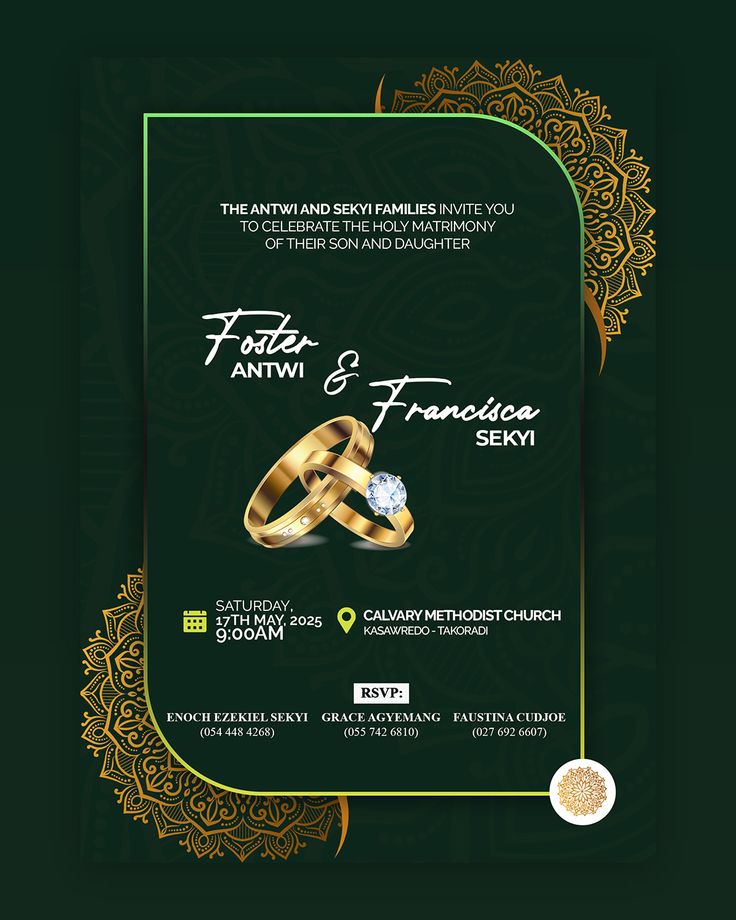 THE ANTWI AND SEKYI FAMILIES INVITE YOU
TO CELEBRATE THE HOLY MATRIMONY
OF THEIR SON AND DAUGHTER
Foster
ANTWI
&
Francisca
SEKYI
SATURDAY,
17TH MAY, 2025
9:00AM
CALVARY METHODIST CHURCH
KASAWREDO - TAKORADI
RSVP:
ENOCH EZEKIEL SEKYI
(054 448 4268)
GRACE AGYEMANG
(055 742 6810)
FAUSTINA CUDJOE
(027 692 6607)